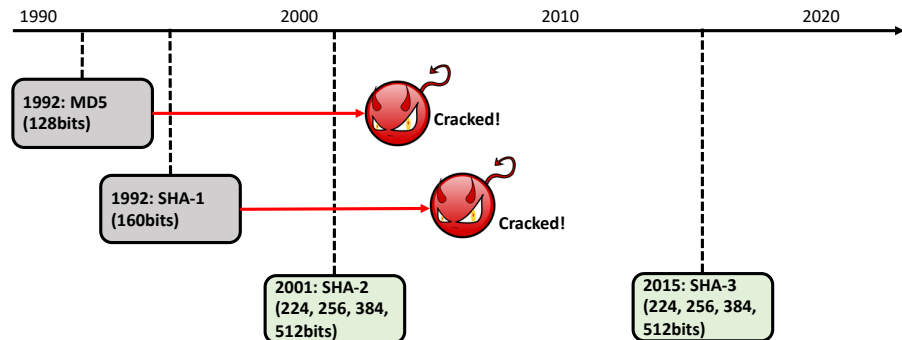 1990 2000 2010 2020
1992: MD5
(128bits)
Cracked!
1992: SHA-1
(160bits)
Cracked!
2001: SHA-2
(224, 256, 384,
512bits)
2015: SHA-3
(224, 256, 384,
512bits)